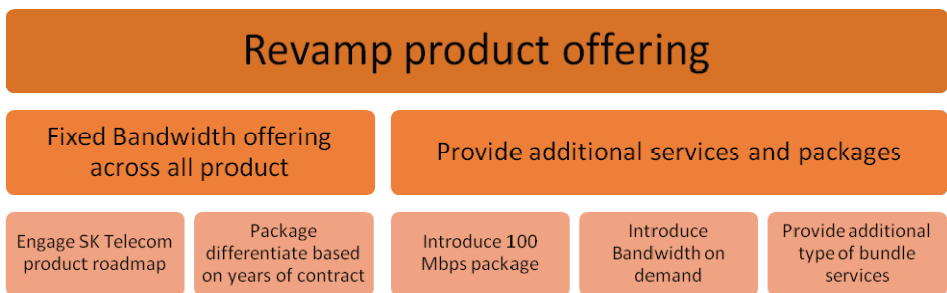 Revamp product offering
Fixed Bandwidth offering
across all product
Provide additional services and packages
Engage SK Telecom
product roadmap
Package
differentiate based
on years of contract
Introduce 100
Mbps package
Introduce
Bandwidth on
demand
Provide additional
type of bundle
services